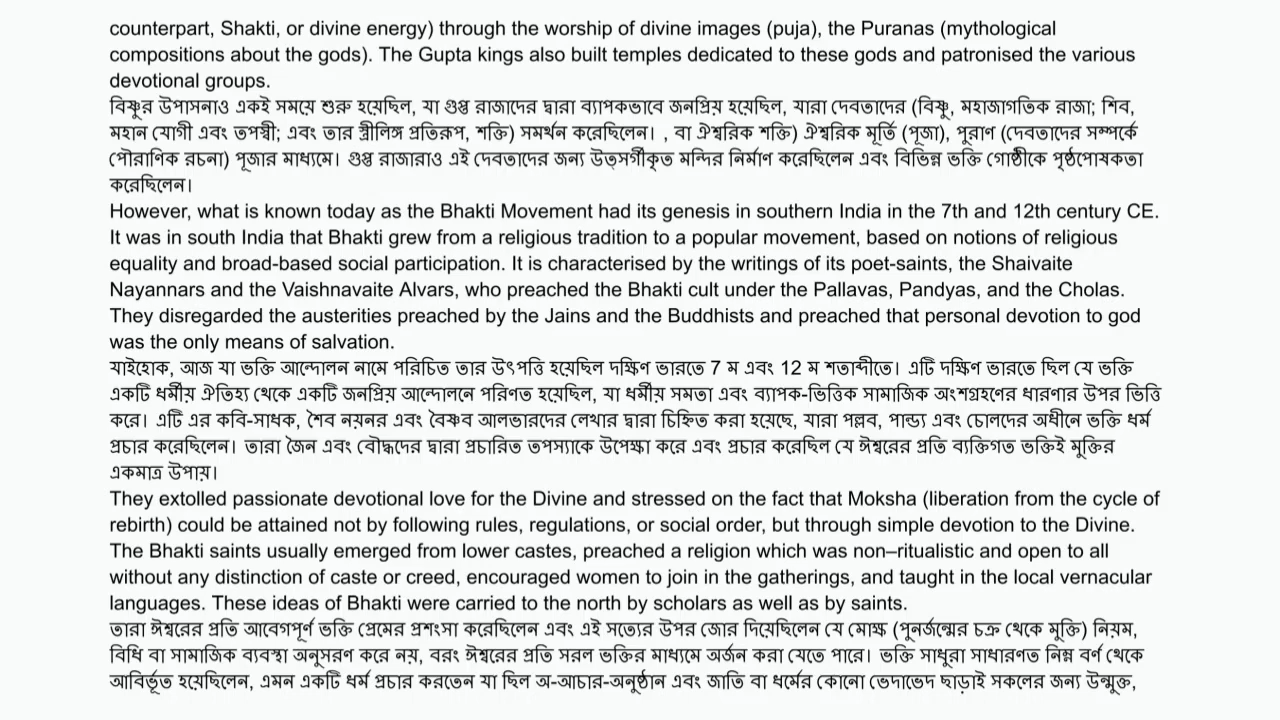 counterpart, Shakti, or divine energy) through the worship of divine images (puja), the Puranas (mythological
compositions about the gods). The Gupta kings also built temples dedicated to these gods and patronised the various
devotional groups.
বিষ্ণুর উপাসনাও একই সময়ে শুরু হয়েছিল, যা গুপ্ত রাজাদের দ্বারা ব্যাপকভাবে জনপ্রিয় হয়েছিল, যারা দেবতাদের (বিষ্ণু, মহাজাগতিক রাজা; শিব,
মহান যোগী এবং তপস্বী; এবং তার স্ত্রীলিঙ্গ প্রতিরূপ, শক্তি) সমর্থন করেছিলেন। , বা ঐশ্বরিক শক্তি) ঐশ্বরিক মূর্তি (পূজা), পুরাণ (দেবতাদের সম্পর্কে
পৌরাণিক রচনা) পূজার মাধ্যমে। গুপ্ত রাজারাও এই দেবতাদের জন্য উত্সর্গীকৃত মন্দির নির্মাণ করেছিলেন এবং বিভিন্ন ভক্তি গোষ্ঠীকে পৃষ্ঠপোষকতা
করেছিলেন।
However, what is known today as the Bhakti Movement had its genesis in southern India in the 7th and 12th century CE.
It was in south India that Bhakti grew from a religious tradition to a popular movement, based on notions of religious
equality and broad-based social participation. It is characterised by the writings of its poet-saints, the Shaivaite
Nayannars and the Vaishnavaite Alvars, who preached the Bhakti cult under the Pallavas, Pandyas, and the Cholas.
They disregarded the austerities preached by the Jains and the Buddhists and preached that personal devotion to god
was the only means of salvation.
যাইহোক, আজ যা ভক্তি আন্দোলন নামে পরিচিত তার উৎপত্তি হয়েছিল দক্ষিণ ভারতে 7 ম এবং 12 ম শতাব্দীতে। এটি দক্ষিণ ভারতে ছিল যে ভক্তি
একটি ধর্মীয় ঐতিহ্য থেকে একটি জনপ্রিয় আন্দোলনে পরিণত হয়েছিল, যা ধর্মীয় সমতা এবং ব্যাপক-ভিত্তিক সামাজিক অংশগ্রহণের ধারণার উপর ভিত্তি
করে। এটি এর কবি-সাধক, শৈব নয়নর এবং বৈষ্ণব আলভারদের লেখার দ্বারা চিহ্নিত করা হয়েছে, যারা পল্লব, পান্ড্য এবং চোলদের অধীনে ভক্তি ধর্ম
প্রচার করেছিলেন। তারা জৈন এবং বৌদ্ধদের দ্বারা প্রচারিত তপস্যাকে উপেক্ষা করে এবং প্রচার করেছিল যে ঈশ্বরের প্রতি ব্যক্তিগত ভক্তিই মুক্তির
একমাত্র উপায়।
They extolled passionate devotional love for the Divine and stressed on the fact that Moksha (liberation from the cycle of
rebirth) could be attained not by following rules, regulations, or social order, but through simple devotion to the Divine.
The Bhakti saints usually emerged from lower castes, preached a religion which was non–ritualistic and open to all
without any distinction of caste or creed, encouraged women to join in the gatherings, and taught in the local vernacular
languages. These ideas of Bhakti were carried to the north by scholars as well as by saints.
তারা ঈশ্বরের প্রতি আবেগপূর্ণ ভক্তি প্রেমের প্রশংসা করেছিলেন এবং এই সত্যের উপর জোর দিয়েছিলেন যে মোক্ষ (পুনর্জন্মের চক্র থেকে মুক্তি) নিয়ম,
বিধি বা সামাজিক ব্যবস্থা অনুসরণ করে নয়, বরং ঈশ্বরের প্রতি সরল ভক্তির মাধ্যমে অর্জন করা যেতে পারে। ভক্তি সাধুরা সাধারণত নিম্ন বর্ণ থেকে
আবির্ভূত হয়েছিলেন, এমন একটি ধর্ম প্রচার করতেন যা ছিল অ-আচার-অনুষ্ঠান এবং জাতি বা ধর্মের কোনো ভেদাভেদ ছাড়াই সকলের জন্য উন্মুক্ত,